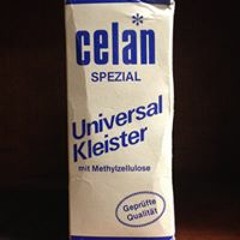 celan*
SPEZIAL
Universal
Kleister
mit Methylzellulose
Geprüfte
Qualität